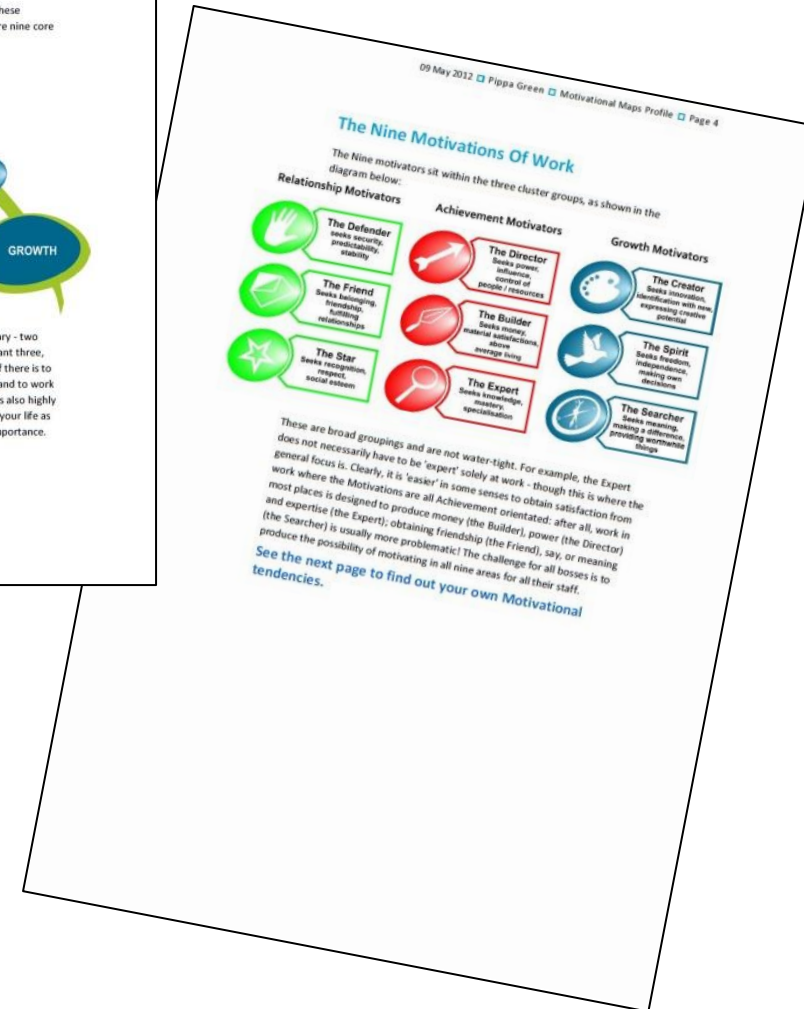 hese
re nine core
GROWTH
ary - two
ant three,
f there is to
and to work
s also highly
your life as
portance.
09 May 2012 Pippa Green Motivational Maps Profile Page 4
The Nine Motivations Of Work
The Nine motivators sit within the three cluster groups, as shown in the
diagram below:
Relationship Motivators
The Defender
seeks security,
predictability,
stability
The Friend
Seeks belonging,
friendship,
fulfilling
relationships
The Star
Seeks recognition,
respect,
social esteem
Achievement Motivators
The Director
Seeks power,
influence,
control of
people / resources
The Builder
Seeks money,
material satisfactions,
above
average living
The Expert
Seeks knowledge,
mastery,
specialisation
Growth Motivators
The Creator
Seeks innovation,
identification with new,
expressing creative
potential
The Spirit
Seeks freedom,
independence,
making own
decisions
The Searcher
Seeks meaning,
making a difference,
providing worthwhile
things
These are broad groupings and are not water-tight. For example, the Expert
does not necessarily have to be 'expert' solely at work - though this is where the
general focus is. Clearly, it is 'easier' in some senses to obtain satisfaction from
work where the Motivations are all Achievement orientated: after all, work in
most places is designed to produce money (the Builder), power (the Director)
and expertise (the Expert); obtaining friendship (the Friend), say, or meaning
(the Searcher) is usually more problematic! The challenge for all bosses is to
produce the possibility of motivating in all nine areas for all their staff.
See the next page to find out your own Motivational
tendencies.